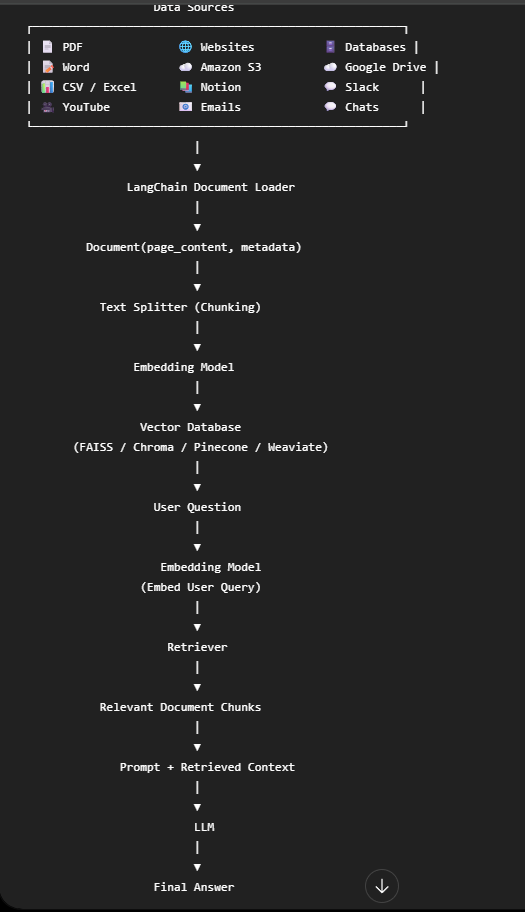 Data Sources
PDF Websites Databases
Word Amazon S3 Google Drive
CSV / Excel Notion Slack
YouTube Emails Chats
LangChain Document Loader
Document(page_content, metadata)
Text Splitter (Chunking)
Embedding Model
Vector Database
(FAISS / Chroma / Pinecone / Weaviate)
User Question
Embedding Model
(Embed User Query)
Retriever
Relevant Document Chunks
Prompt + Retrieved Context
LLM
Final Answer